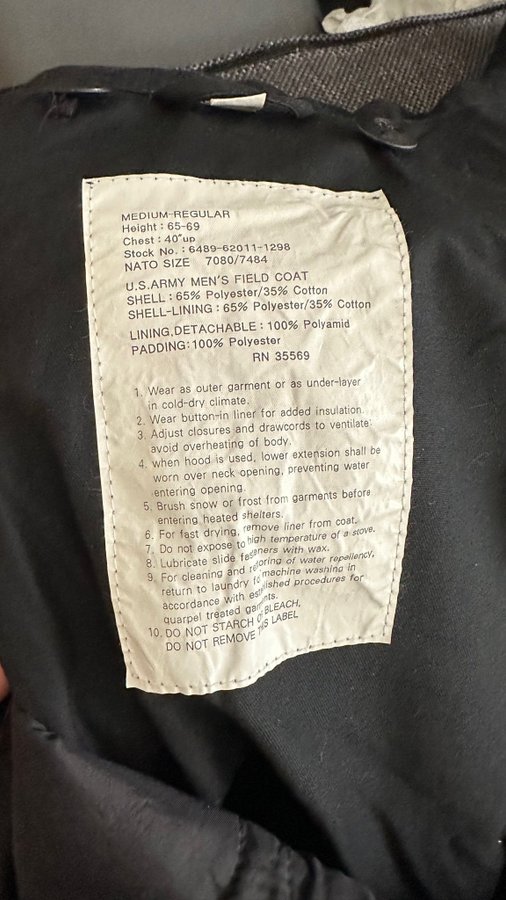 MEDIUM-REGULAR
Height : 65-69
Chest : 40"up
Stock No. : 6489-62011-1298
NATO SIZE 7080/7484
U.S.ARMY MEN'S FIELD COAT
SHELL : 65% Polyester/35% Cotton
SHELL-LINING : 65% Polyester/35% Cotton
LINING,DETACHABLE : 100% Polyamid
PADDING:100% Polyester
RN 35569
1. Wear as outer garment or as under-layer
in cold-dry climate.
2. Wear button-in liner for added insulation.
3. Adjust closures and drawcords to ventilate:
avoid overheating of body.
4. when hood is used, lower extension shall be
worn over neck opening, preventing water
entering opening.
5. Brush snow or frost from garments before
entering heated shelters.
6. For fast drying, remove liner from coat.
7. Do not expose to high temperature of a stove.
8. Lubricate slide fasteners with wax.
9. For cleaning and restoring of water repellency,
return to laundry for machine washing in
accordance with established procedures for
quarpel treated garments.
10. DO NOT STARCH OR BLEACH,
DO NOT REMOVE THIS LABEL